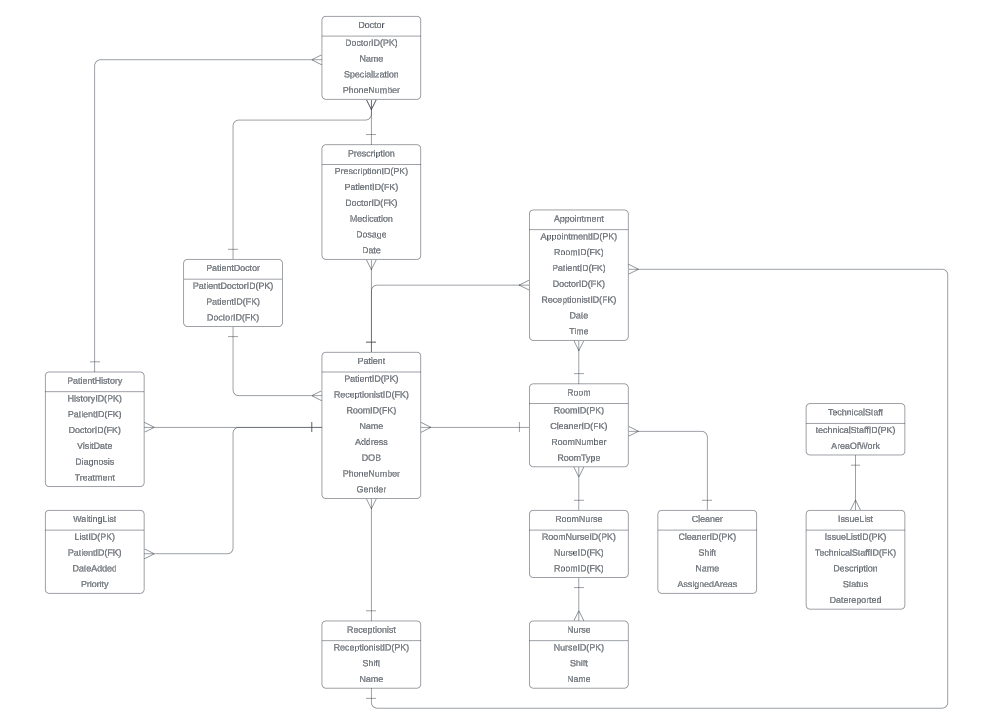 Doctor
DoctorID(PK)
Name
Specialization
PhoneNumber
Prescription
PrescriptionID(PK)
PatientID(FK)
DoctorID(FK)
Medication
Dosage
Date
Appointment
AppointmentID(PK)
RoomID(FK)
PatientID(FK)
DoctorID(FK)
ReceptionistID(FK)
Date
Time
PatientDoctor
PatientDoctorID(PK)
PatientID(FK)
DoctorID(FK)
Patient
PatientID(PK)
ReceptionistID(FK)
RoomID(FK)
Name
Address
DOB
PhoneNumber
Gender
PatientHistory
HistoryID(PK)
PatientID(FK)
DoctorID(FK)
VisitDate
Diagnosis
Treatment
Room
RoomID(PK)
CleanerID(FK)
RoomNumber
RoomType
TechnicalStaff
technicalStaffID(PK)
AreaOfWork
WaitingList
ListID(PK)
PatientID(FK)
DateAdded
Priority
RoomNurse
RoomNurseID(PK)
NurseID(FK)
RoomID(FK)
Cleaner
CleanerID(PK)
Shift
Name
AssignedAreas
IssueList
IssueListID(PK)
TechnicalStaffID(FK)
Description
Status
Datereported
Receptionist
ReceptionistID(PK)
Shift
Name
Nurse
NurseID(PK)
Shift
Name